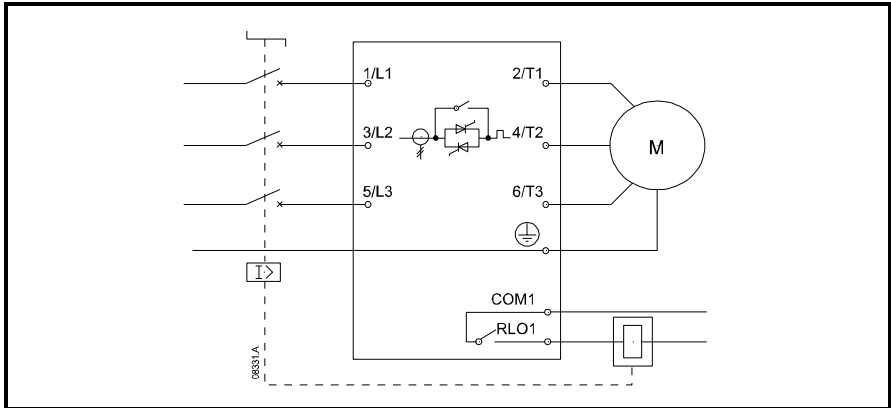 1/L1
2/T1
3/L2
4/T2
M
5/L3
6/T3
I>
COM1
RLO1
08331.A